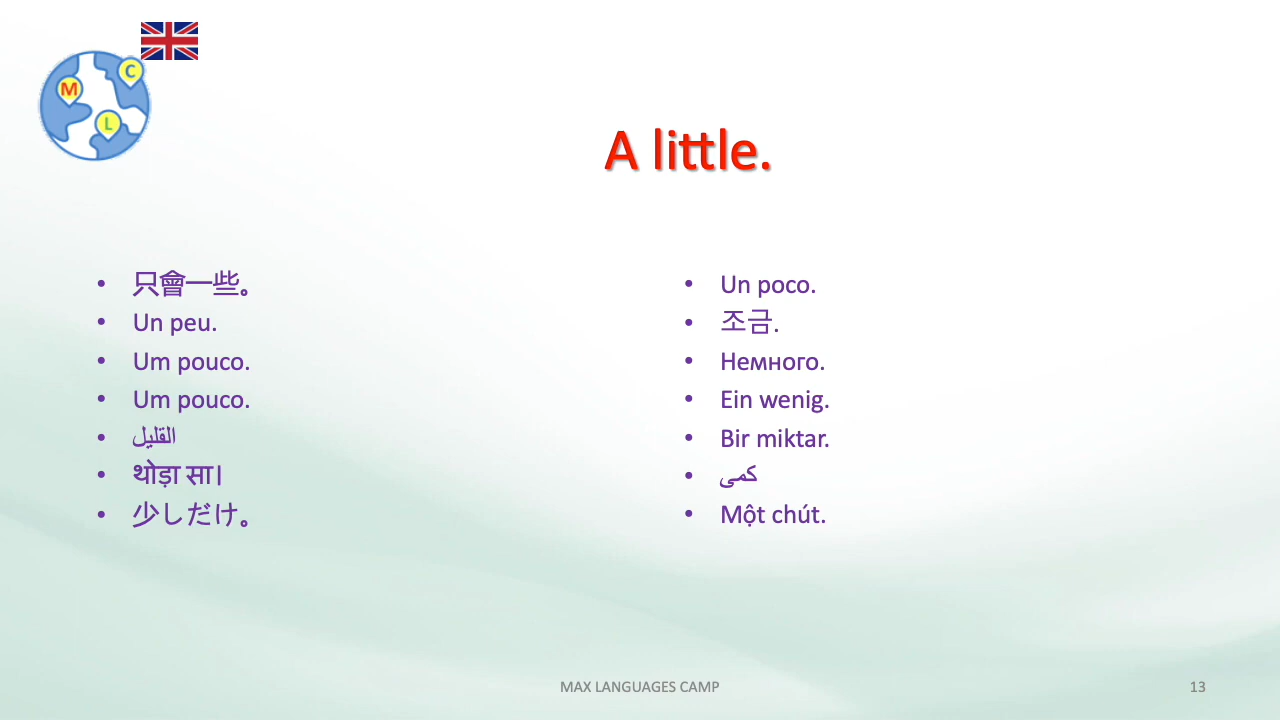 M
C
L
A little.
只會一些。
Un peu.
Um pouco.
Um pouco.
القليل
थोड़ा सा।
少しだけ。
Un poco.
조금.
Немного.
Ein wenig.
Bir miktar.
کمی
Một chút.
MAX LANGUAGES CAMP
13